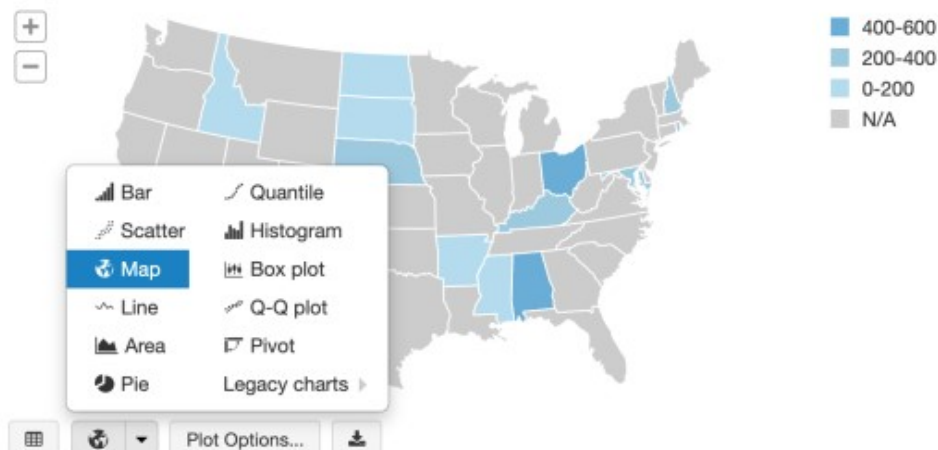 +
−
400-600
200-400
0-200
N/A
Bar
Quantile
Scatter
Histogram
Map
Box plot
Line
Q-Q plot
Area
Pivot
Pie
Legacy charts
Plot Options...